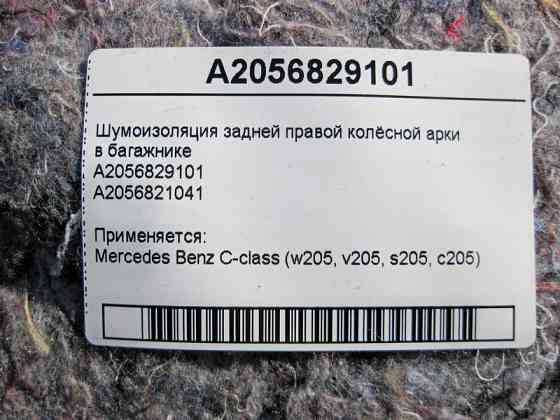 A2056829101
Шумоизоляция задней правой колёсной арки
в багажнике
A2056829101
A2056821041
Применяется:
Mercedes Benz C-class (w205, v205, s205, c205)